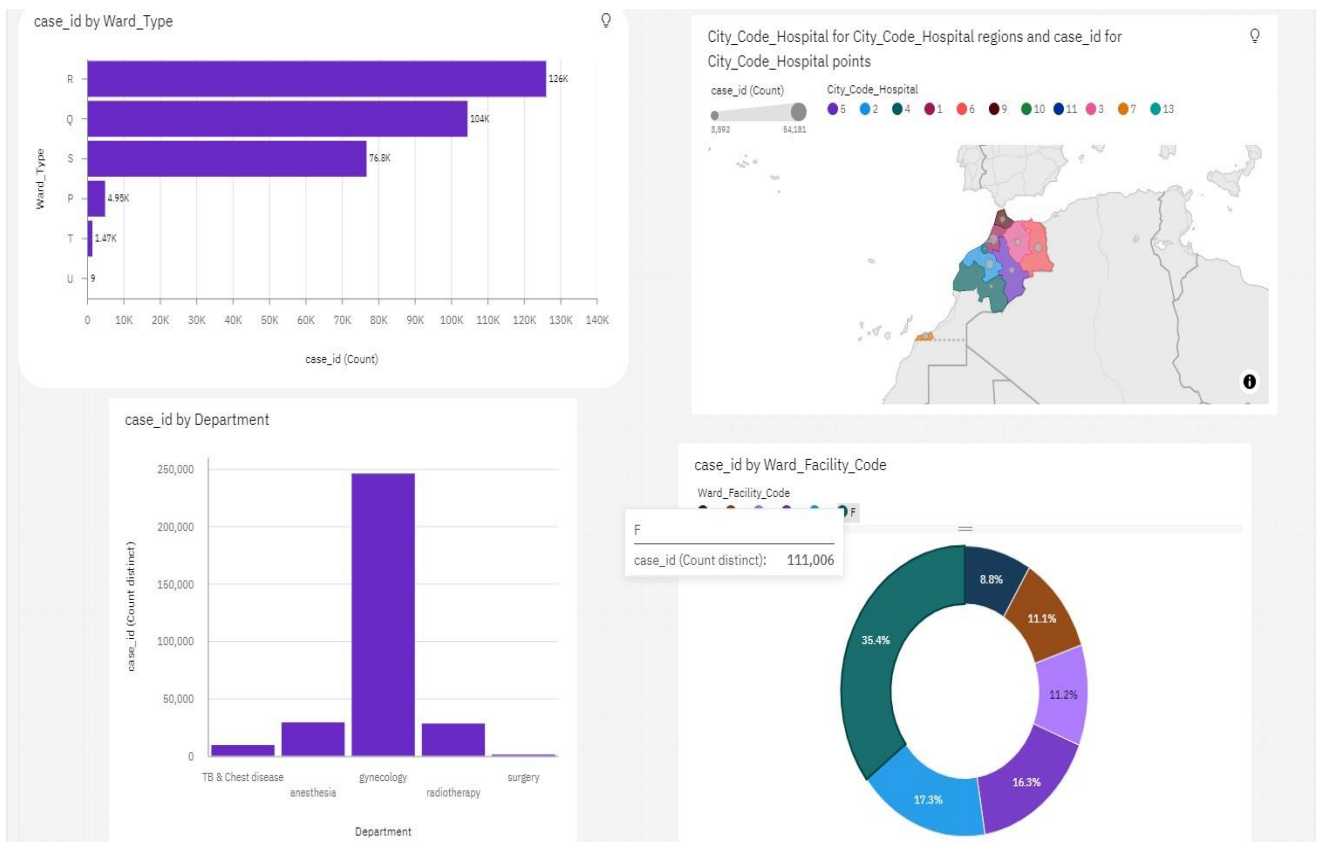 case_id by Ward_Type
R
126K
Q
104K
S
76.8K
P
4.95K
T
1.47K
U
9
Ward_Type
0 10K 20K 30K 40K 50K 60K 70K 80K 90K 100K 110K 120K 130K 140K
case_id (Count)
City_Code_Hospital for City_Code_Hospital regions and case_id for
City_Code_Hospital points
case_id (Count)
3,592 54,181
City_Code_Hospital
5 2 4 1 6 9 10 11 3 7 13
case_id by Department
250,000
200,000
150,000
100,000
50,000
0
case_id (Count distinct)
TB & Chest disease
anesthesia
gynecology
radiotherapy
surgery
Department
case_id by Ward_Facility_Code
Ward_Facility_Code
F
F
case_id (Count distinct): 111,006
8.8%
11.1%
11.2%
16.3%
17.3%
35.4%